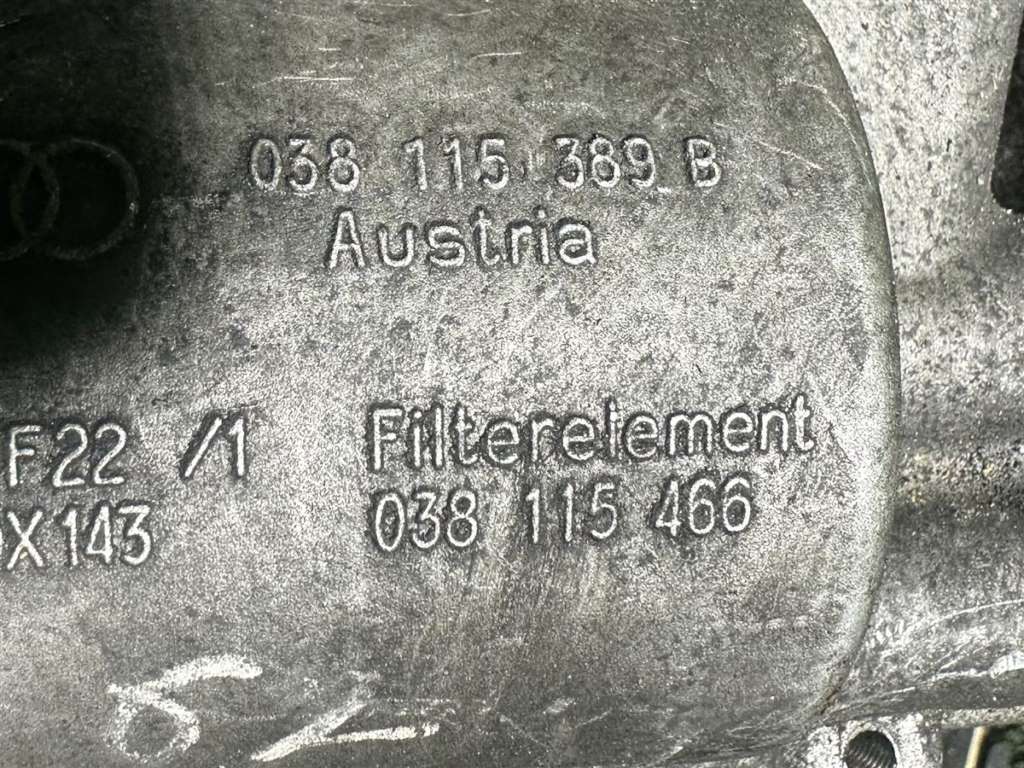 038 115 389 B
Austria
F22 /1 Filterelement
X143 038 115 466